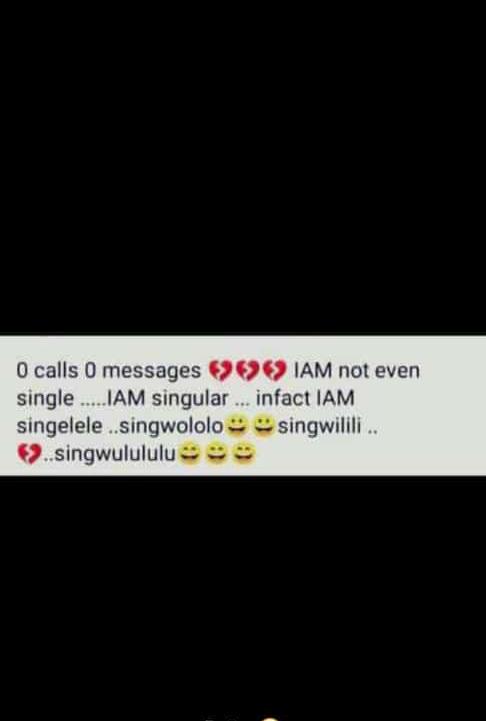 0 calls 0 messages 💔💔💔 IAM not even
single .....IAM singular ... infact IAM
singelele ..singwololo😀😀singwilili ..
💔..singwulululu😄😄😄